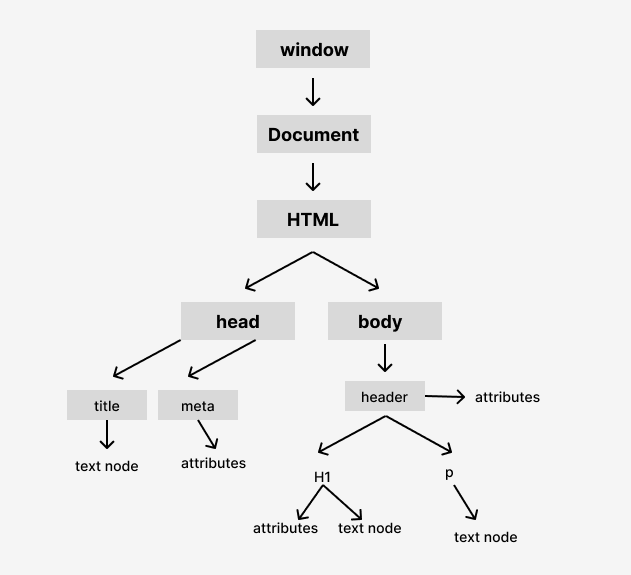 window
Document
HTML
head
body
title
meta
header
attributes
text node
attributes
H1
p
attributes
text node
text node